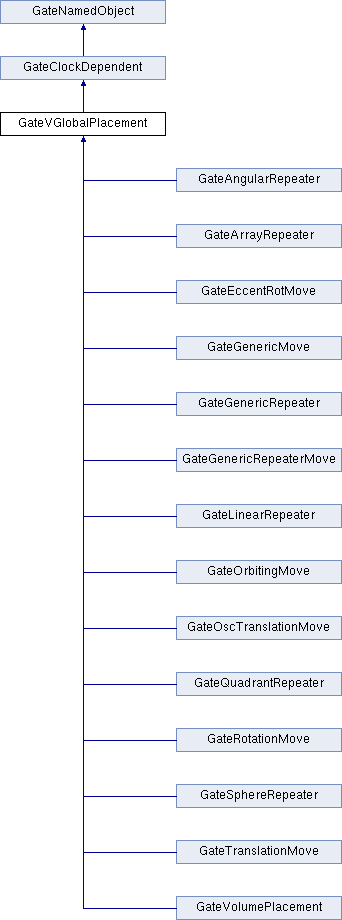 GateNamedObject
GateClockDependent
GateVGlobalPlacement
GateAngularRepeater
GateArrayRepeater
GateEccentRotMove
GateGenericMove
GateGenericRepeater
GateGenericRepeaterMove
GateLinearRepeater
GateOrbitingMove
GateOscTranslationMove
GateQuadrantRepeater
GateRotationMove
GateSphereRepeater
GateTranslationMove
GateVolumePlacement